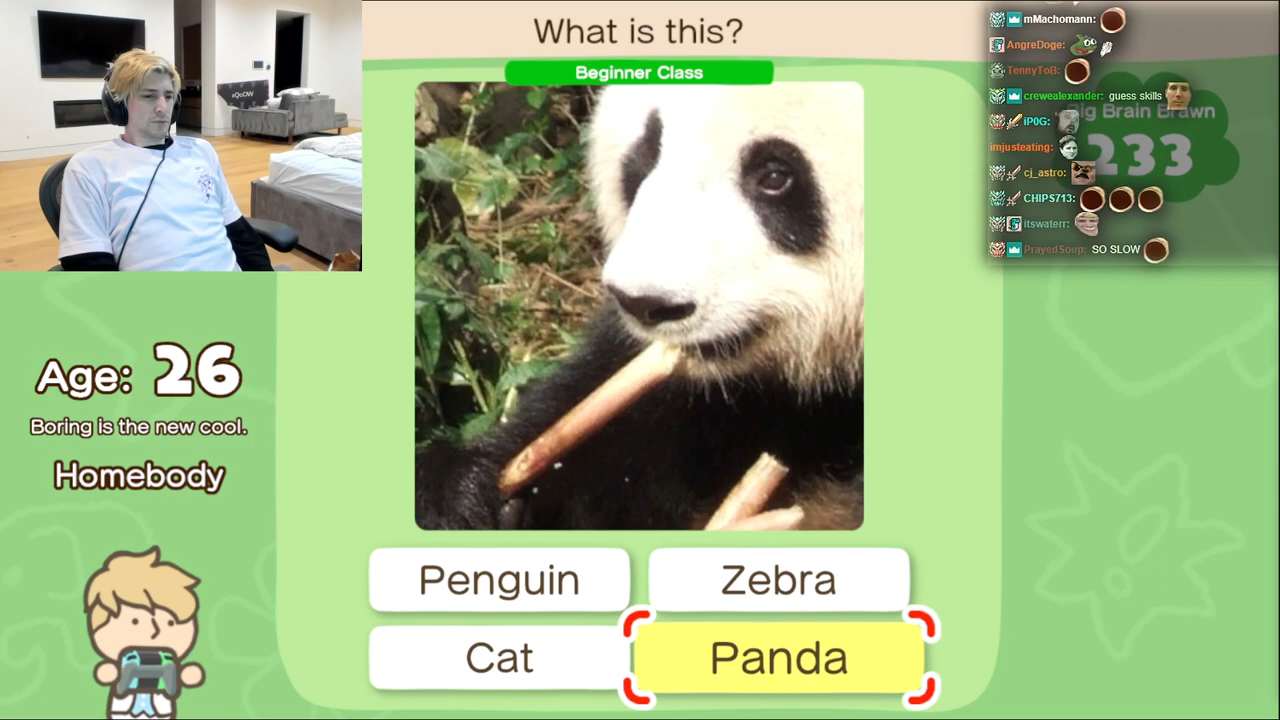 What is this?
Beginner Class
xQcOW
Age: 26
Boring is the new cool.
Homebody
Penguin
Zebra
Cat
Panda
Big Brain Brawn
233
mMachomann:
AngreDoge:
TennyToB:
crewealexander: guess skills
iP0G:
imjusteating:
cj_astro:
CHIPS713:
itswaterr:
PrayedSoup: SO SLOW